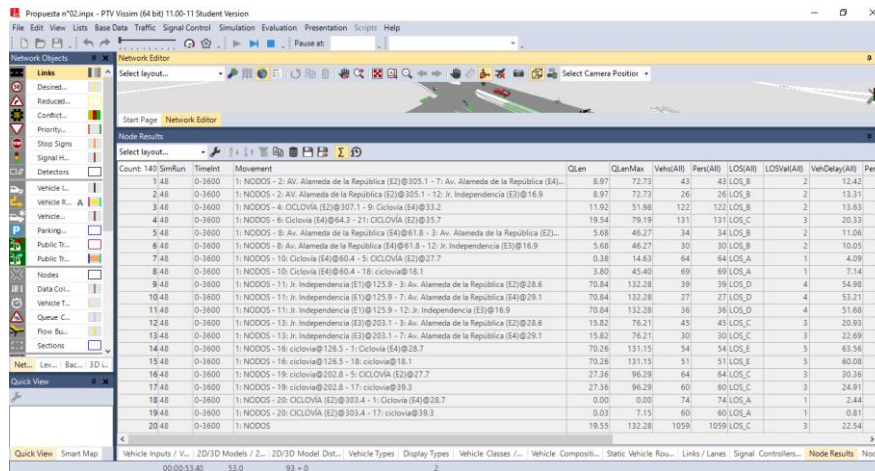 Propuesta n°02.inpx - PTV Vissim (64 bit) 11.00-11 Student Version
File Edit View Lists Base Data Traffic Signal Control Simulation Evaluation Presentation Scripts Help
Pause at:
Network Objects
Network Editor
Links
Desired...
Reduced...
Conflict...
Priority...
Stop Signs
Signal H...
Detectors
Vehicle I...
Vehicle R... A
Vehicle...
Parking...
Public Tr...
Public Tr...
Nodes
Data Col...
Vehicle T...
Queue C...
Flow Bu...
Sections
Net... Lev... Bac... 3D i...
Quick View
Quick View Smart Map
Select layout... Select Camera Position
Start Page Network Editor
Node Results
Select layout...
Count: 140 SimRun TimeInt Movement QLen QLenMax Vehs(All) Pers(All) LOS(All) LOSVal(All) VehDelay(All) Per
1 48 0-3600 1: NODOS - 2: AV. Alameda de la República (E2)@305.1 - 7: Av. Alameda de la República (E4)... 8.97 72.73 43 43 LOS_B 2 12.42
2 48 0-3600 1: NODOS - 2: AV. Alameda de la República (E2)@305.1 - 12: Jr. Independencia (E3)@16.9 8.97 72.73 26 26 LOS_B 2 13.31
3 48 0-3600 1: NODOS - 4: CICLOVÍA (E2)@307.1 - 9: Ciclovía (E4)@33.2 11.92 51.98 122 122 LOS_B 2 13.63
4 48 0-3600 1: NODOS - 6: Ciclovía (E4)@64.3 - 21: CICLOVÍA (E2)@35.7 19.54 79.19 131 131 LOS_C 3 20.33
5 48 0-3600 1: NODOS - 8: Av. Alameda de la República (E4)@61.8 - 3: Av. Alameda de la República (E2)... 5.68 46.27 34 34 LOS_B 2 11.06
6 48 0-3600 1: NODOS - 8: Av. Alameda de la República (E4)@61.8 - 12: Jr. Independencia (E3)@16.9 5.68 46.27 30 30 LOS_B 2 10.05
7 48 0-3600 1: NODOS - 10: Ciclovía (E4)@60.4 - 5: CICLOVÍA (E2)@27.7 0.38 14.63 64 64 LOS_A 1 4.09
8 48 0-3600 1: NODOS - 10: Ciclovía (E4)@60.4 - 18: ciclovia@18.1 3.80 45.40 69 69 LOS_A 1 7.14
9 48 0-3600 1: NODOS - 11: Jr. Independencia (E1)@125.9 - 3: Av. Alameda de la República (E2)@28.6 70.84 132.28 39 39 LOS_D 4 54.98
10 48 0-3600 1: NODOS - 11: Jr. Independencia (E1)@125.9 - 7: Av. Alameda de la República (E4)@29.1 70.84 132.28 27 27 LOS_D 4 53.21
11 48 0-3600 1: NODOS - 11: Jr. Independencia (E1)@125.9 - 12: Jr. Independencia (E3)@16.9 70.84 132.28 36 36 LOS_D 4 51.68
12 48 0-3600 1: NODOS - 13: Jr. Independencia (E3)@203.1 - 3: Av. Alameda de la República (E2)@28.6 15.82 76.21 45 45 LOS_C 3 20.93
13 48 0-3600 1: NODOS - 13: Jr. Independencia (E3)@203.1 - 7: Av. Alameda de la República (E4)@29.1 15.82 76.21 30 30 LOS_C 3 22.69
14 48 0-3600 1: NODOS - 16: ciclovia@126.5 - 1: Ciclovía (E4)@28.7 70.26 131.15 54 54 LOS_E 5 63.56
15 48 0-3600 1: NODOS - 16: ciclovia@126.5 - 18: ciclovia@18.1 70.26 131.15 51 51 LOS_E 5 60.08
16 48 0-3600 1: NODOS - 19: ciclovia@202.8 - 5: CICLOVÍA (E2)@27.7 27.36 96.29 64 64 LOS_C 3 30.36
17 48 0-3600 1: NODOS - 19: ciclovia@202.8 - 17: ciclovia@39.3 27.36 96.29 60 60 LOS_C 3 24.91
18 48 0-3600 1: NODOS - 20: CICLOVÍA (E2)@303.4 - 1: Ciclovía (E4)@28.7 0.00 0.00 74 74 LOS_A 1 2.44
19 48 0-3600 1: NODOS - 20: CICLOVÍA (E2)@303.4 - 17: ciclovia@39.3 0.03 7.15 60 60 LOS_A 1 0.81
20 48 0-3600 1: NODOS 19.55 132.28 1059 1059 LOS_C 3 22.54
Vehicle Inputs / V... 2D/3D Models / 2... 2D/3D Model Dist... Vehicle Types Display Types Vehicle Classes /... Vehicle Compositi... Static Vehicle Rou... Links / Lanes Signal Controllers... Node Results Noc
00:00:53.40 53.0 93 + 0 2